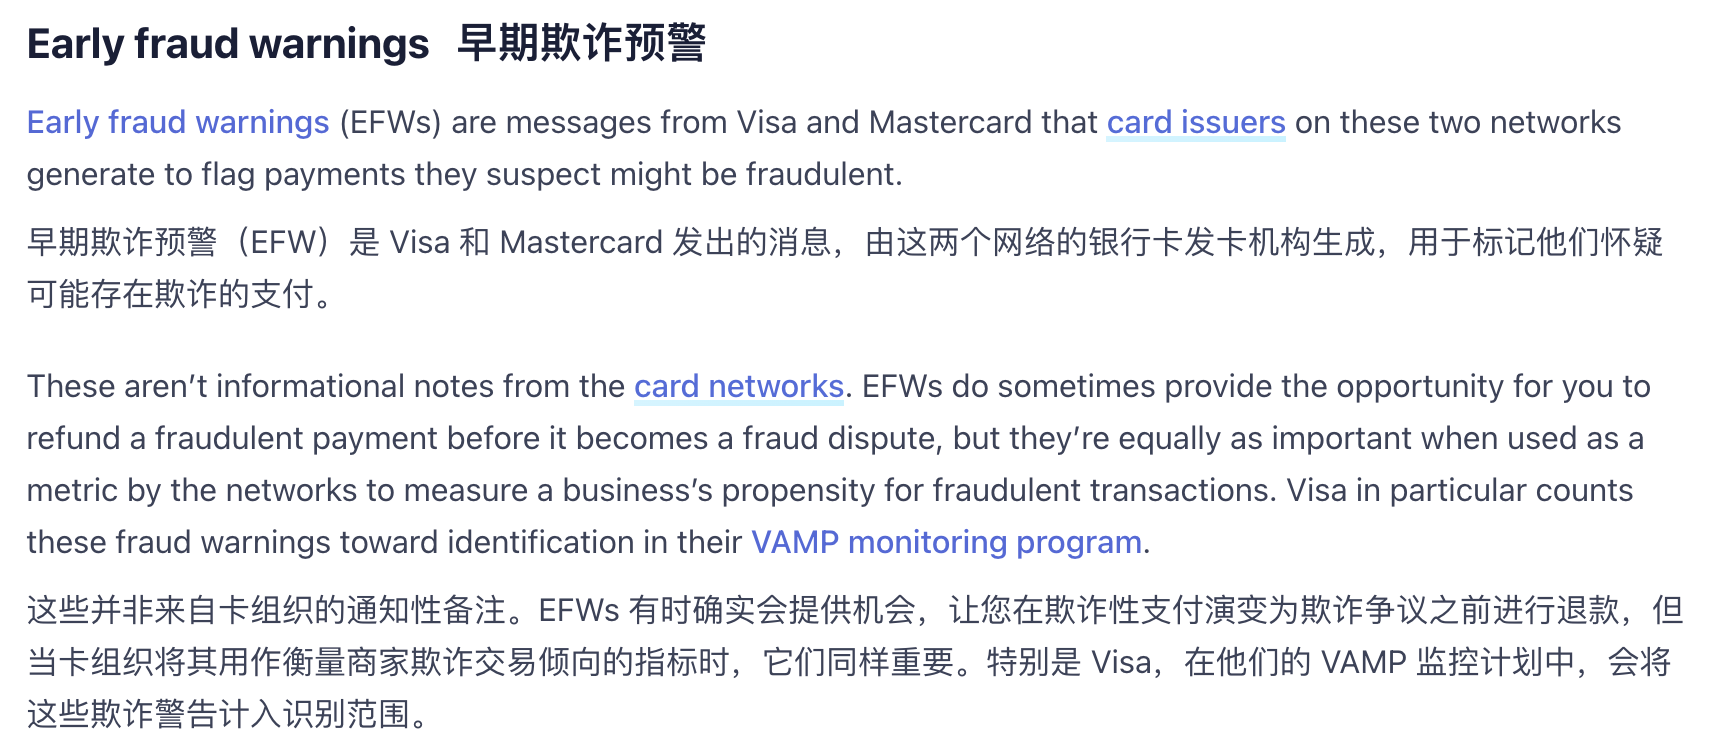 Early fraud warnings 早期欺诈预警
Early fraud warnings (EFWs) are messages from Visa and Mastercard that card issuers on these two networks
generate to flag payments they suspect might be fraudulent.
早期欺诈预警（EFW）是 Visa 和 Mastercard 发出的消息，由这两个网络的银行卡发卡机构生成，用于标记他们怀疑
可能存在欺诈的支付。
These aren’t informational notes from the card networks. EFWs do sometimes provide the opportunity for you to
refund a fraudulent payment before it becomes a fraud dispute, but they’re equally as important when used as a
metric by the networks to measure a business’s propensity for fraudulent transactions. Visa in particular counts
these fraud warnings toward identification in their VAMP monitoring program.
这些并非来自卡组织的通知性备注。EFWs 有时确实会提供机会，让您在欺诈性支付演变为欺诈争议之前进行退款，但
当卡组织将其用作衡量商家欺诈交易倾向的指标时，它们同样重要。特别是 Visa，在他们的 VAMP 监控计划中，会将
这些欺诈警告计入识别范围。